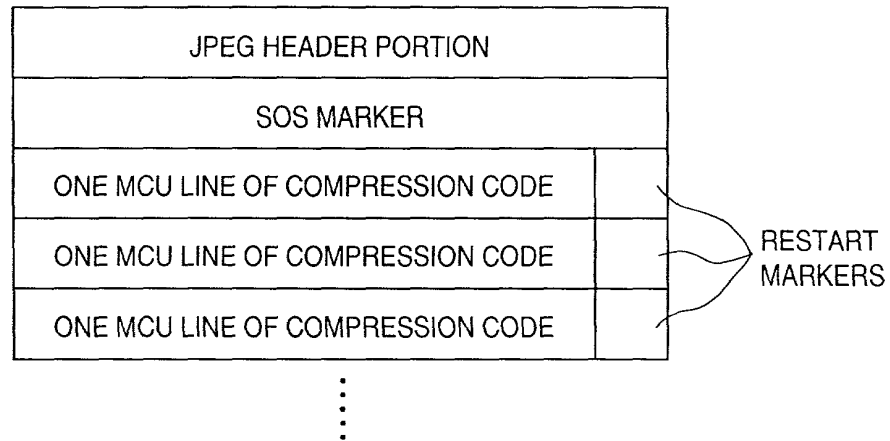 JPEG HEADER PORTION
SOS MARKER
ONE MCU LINE OF COMPRESSION CODE
ONE MCU LINE OF COMPRESSION CODE
ONE MCU LINE OF COMPRESSION CODE
RESTART
MARKERS